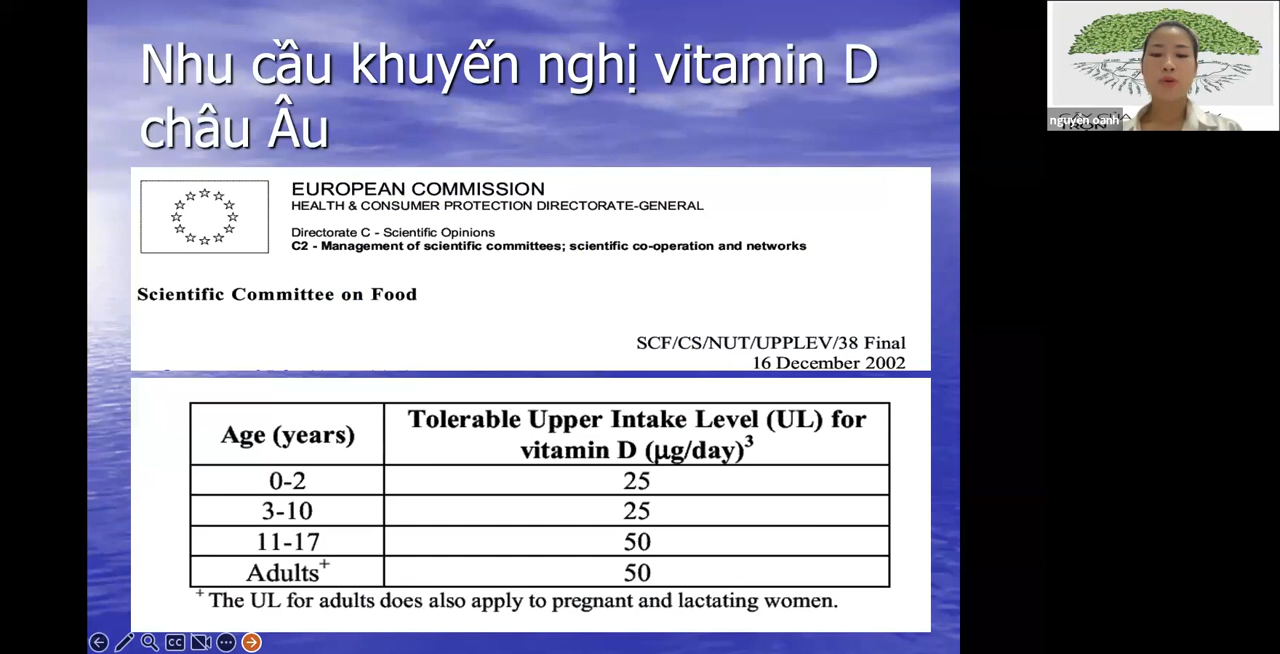 Nhu cầu khuyến nghị vitamin D
châu Âu
EUROPEAN COMMISSION
HEALTH & CONSUMER PROTECTION DIRECTORATE-GENERAL
Directorate C - Scientific Opinions
C2 - Management of scientific committees; scientific co-operation and networks
Scientific Committee on Food
SCF/CS/NUT/UPPLEV/38 Final
16 December 2002
Age (years) Tolerable Upper Intake Level (UL) for
vitamin D (µg/day)³
0-2 25
3-10 25
11-17 50
Adults⁺ 50
⁺ The UL for adults does also apply to pregnant and lactating women.
CC
nguyen oanh
TRÒN